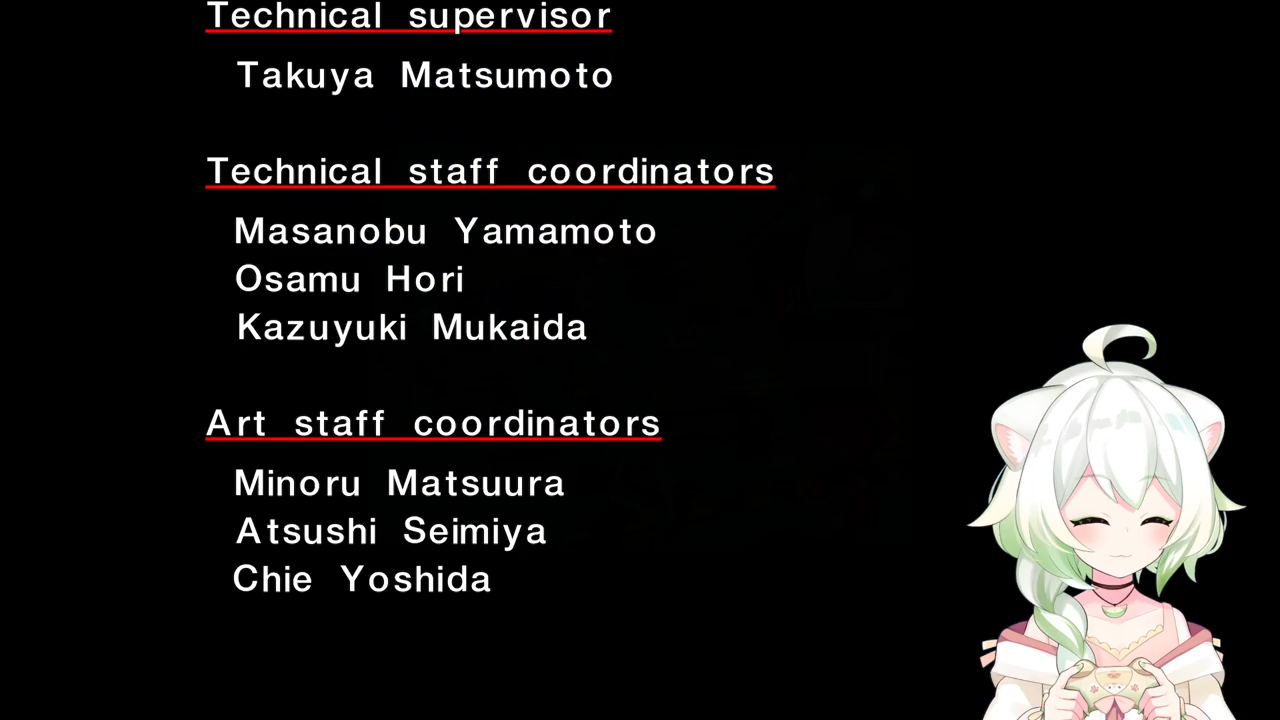 Technical supervisor
Takuya Matsumoto
Technical staff coordinators
Masanobu Yamamoto
Osamu Hori
Kazuyuki Mukaida
Art staff coordinators
Minoru Matsuura
Atsushi Seimiya
Chie Yoshida